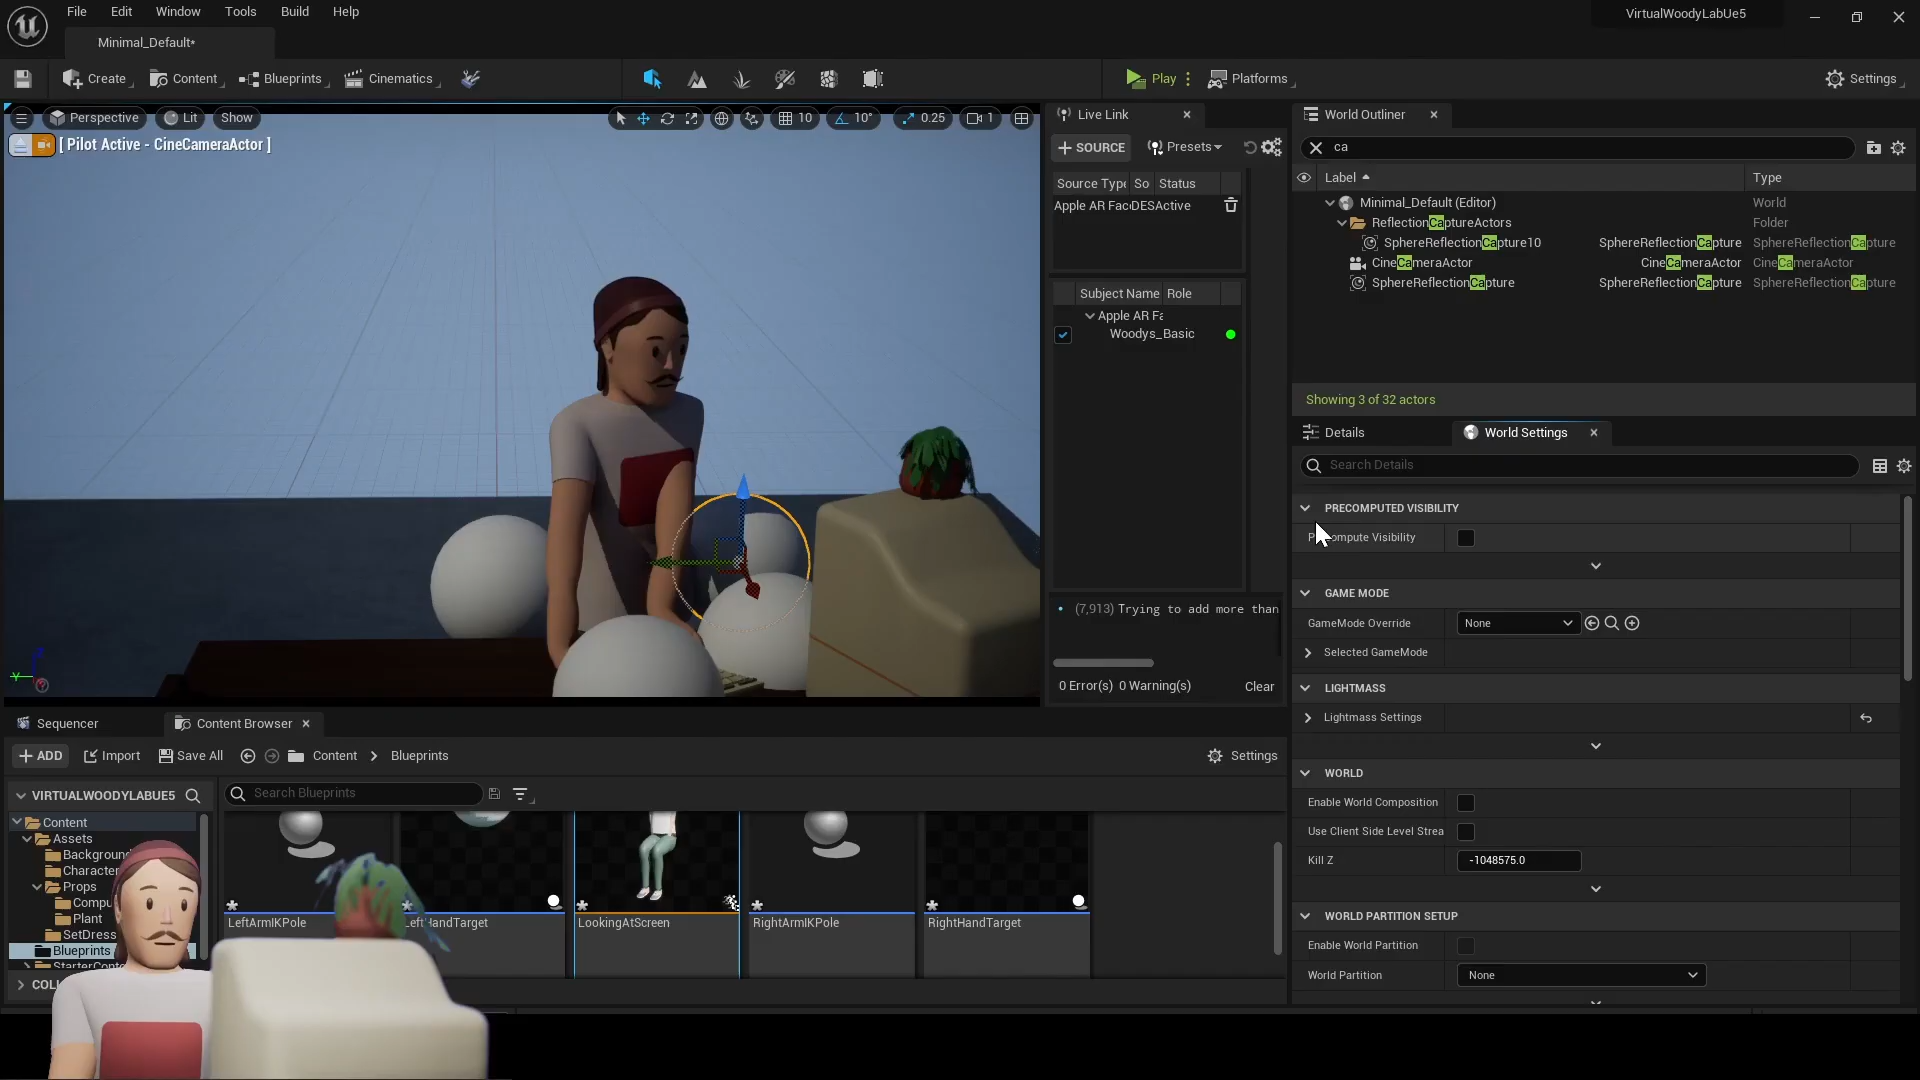 File Edit Window Tools Build Help
VirtualWoodyLabUe5
Minimal_Default*
Create Content Blueprints Cinematics
Play Platforms Settings
Perspective Lit Show
10 10° 0.25 1
[ Pilot Active - CineCameraActor ]
Live Link
SOURCE Presets
Source Type So Status
Apple AR Fac DES Active
Subject Name Role
Apple AR Fa
Woodys_Basic
(7,913) Trying to add more than
0 Error(s) 0 Warning(s) Clear
World Outliner
ca
Label Type
Minimal_Default (Editor) World
ReflectionCaptureActors Folder
SphereReflectionCapture10 SphereReflectionCapture SphereReflectionCapture
CineCameraActor CineCameraActor CineCameraActor
SphereReflectionCapture SphereReflectionCapture SphereReflectionCapture
Showing 3 of 32 actors
Details World Settings
Search Details
PRECOMPUTED VISIBILITY
P compute Visibility
GAME MODE
GameMode Override None
Selected GameMode
LIGHTMASS
Lightmass Settings
WORLD
Enable World Composition
Use Client Side Level Strea
Kill Z -1048575.0
WORLD PARTITION SETUP
Enable World Partition
World Partition None
Sequencer Content Browser
ADD Import Save All Content Blueprints Settings
VIRTUALWOODYLABUE5
Search Blueprints
Content
Assets
Background
Character
Props
Compu
Plant
SetDress
Blueprints
StarterConte
COLL
LeftArmIKPole
LeftHandTarget
LookingAtScreen
RightArmIKPole
RightHandTarget